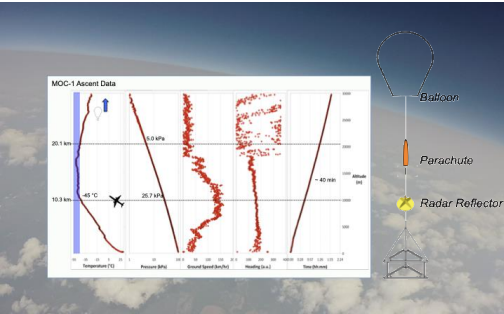 MOC-1 Ascent Data
Balloon
20.1 km
5.0 kPa
Parachute
-45 °C
~ 40 min
Altitude
(m)
10.3 km
25.7 kPa
Radar Reflector
Temperature (°C)
Pressure (kPa)
Ground Speed (km/hr)
Heading (a.u.)
Time (hh:mm)